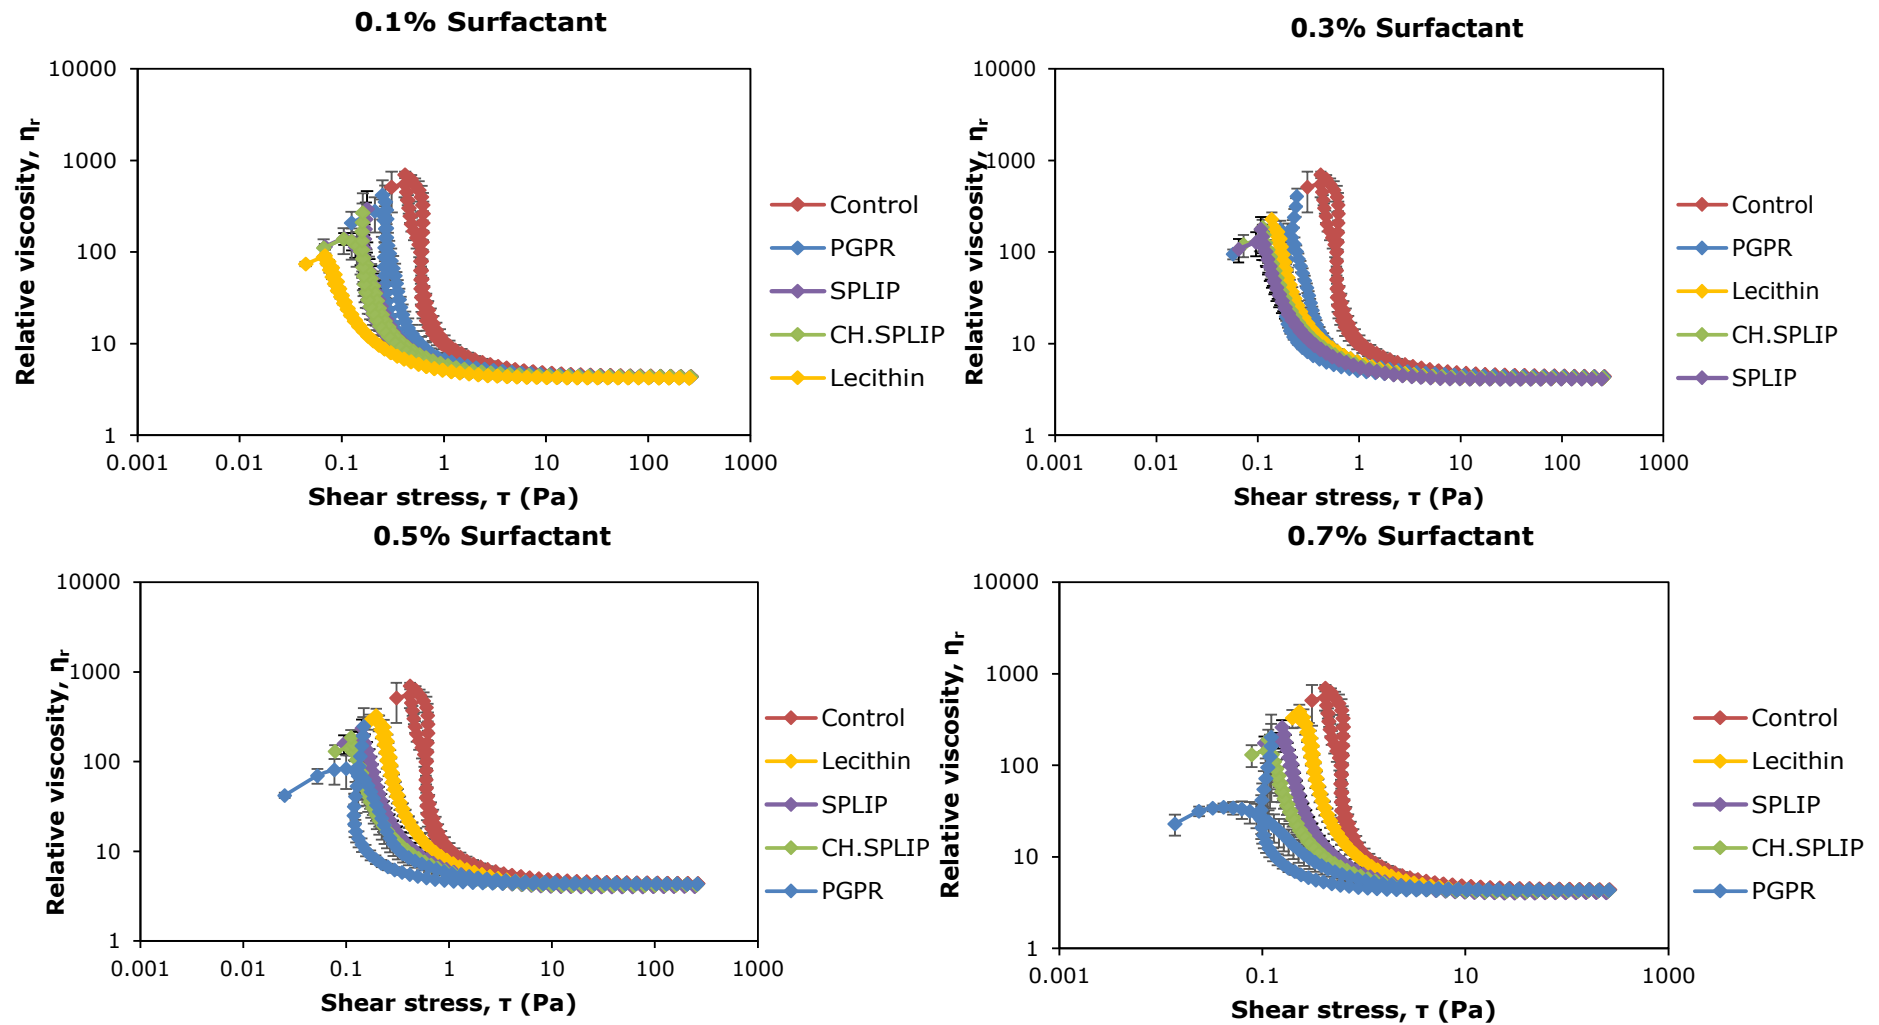 0.1% Surfactant
10000
1000
100
10
1
0.001 0.01 0.1 1 10 100 1000
Relative viscosity, ηr
Shear stress, τ (Pa)
Control
PGPR
SPLIP
CH.SPLIP
Lecithin
0.3% Surfactant
10000
1000
100
10
1
0.001 0.01 0.1 1 10 100 1000
Relative viscosity, ηr
Shear stress, τ (Pa)
Control
PGPR
Lecithin
CH.SPLIP
SPLIP
0.5% Surfactant
10000
1000
100
10
1
0.001 0.01 0.1 1 10 100 1000
Relative viscosity, ηr
Shear stress, τ (Pa)
Control
Lecithin
SPLIP
CH.SPLIP
PGPR
0.7% Surfactant
10000
1000
100
10
1
0.001 0.1 10 1000
Relative viscosity, ηr
Shear stress, τ (Pa)
Control
Lecithin
SPLIP
CH.SPLIP
PGPR